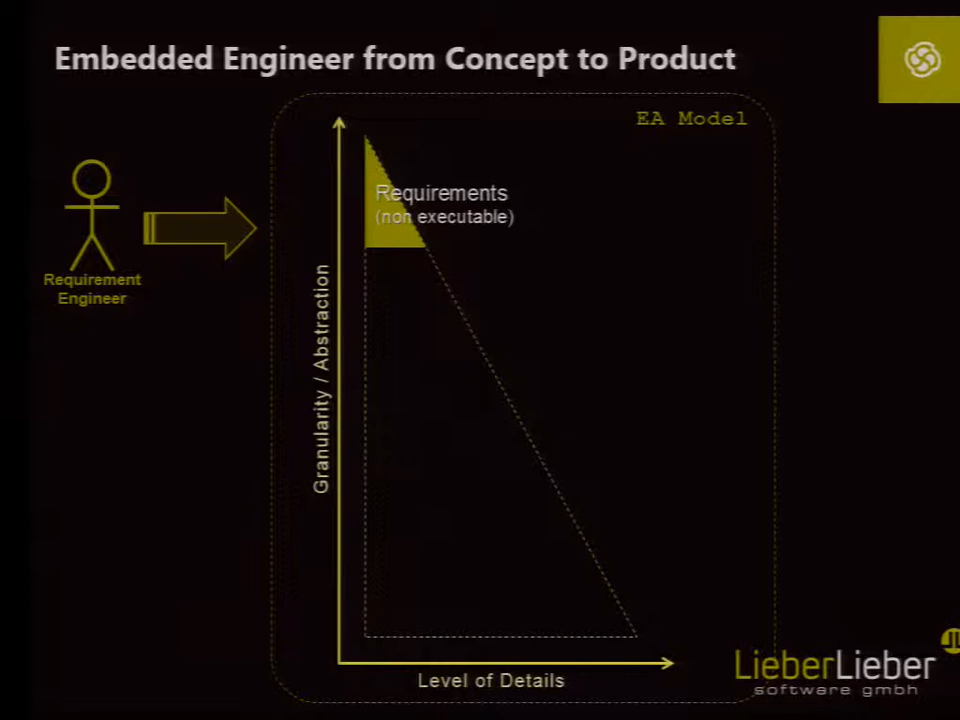 Embedded Engineer from Concept to Product
EA Model
Requirements
(non executable)
Requirement
Engineer
Granularity / Abstraction
Level of Details
LieberLieber
software gmbh